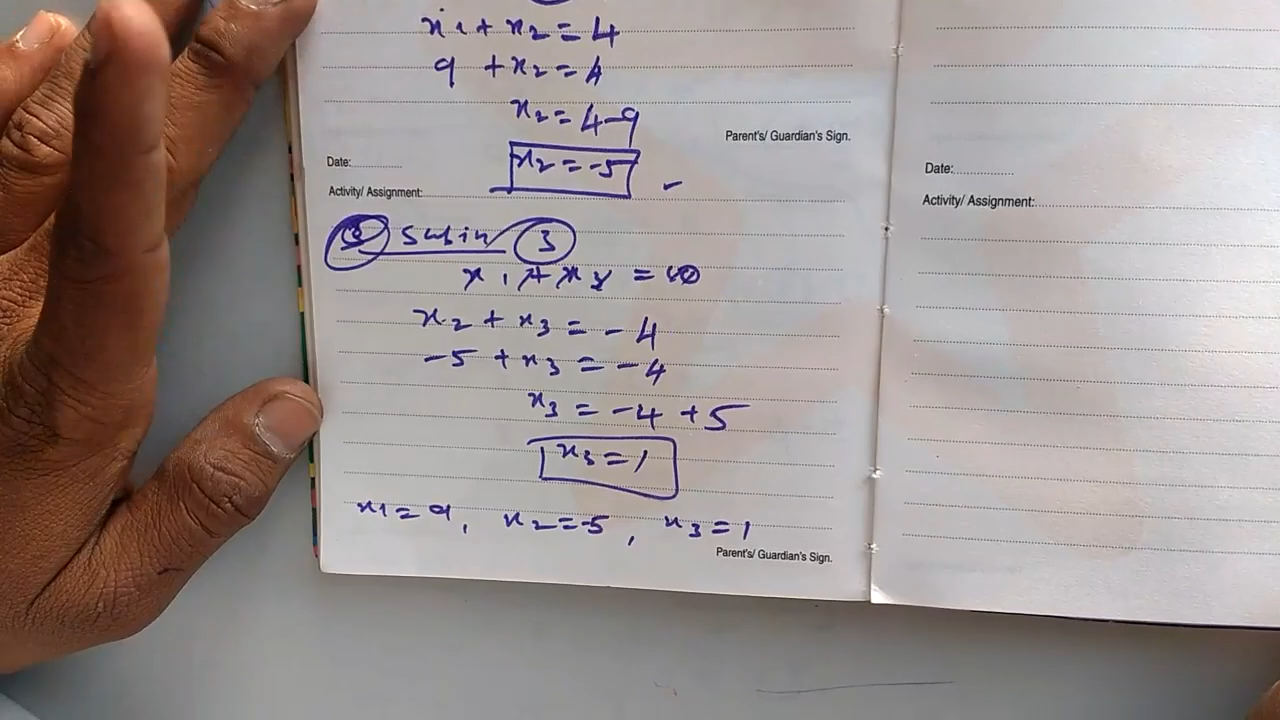 x1 + x2 = 4
9 + x2 = 4
x2 = 4-9
Parent's/ Guardian's Sign.
Date:
x2 = -5
Activity/ Assignment:
Sub in 3
x2 + x3 = -4
-5 + x3 = -4
x3 = -4 + 5
x3 = 1
x1 = 9, x2 = -5, x3 = 1
Parent's/ Guardian's Sign.
Date:
Activity/ Assignment: